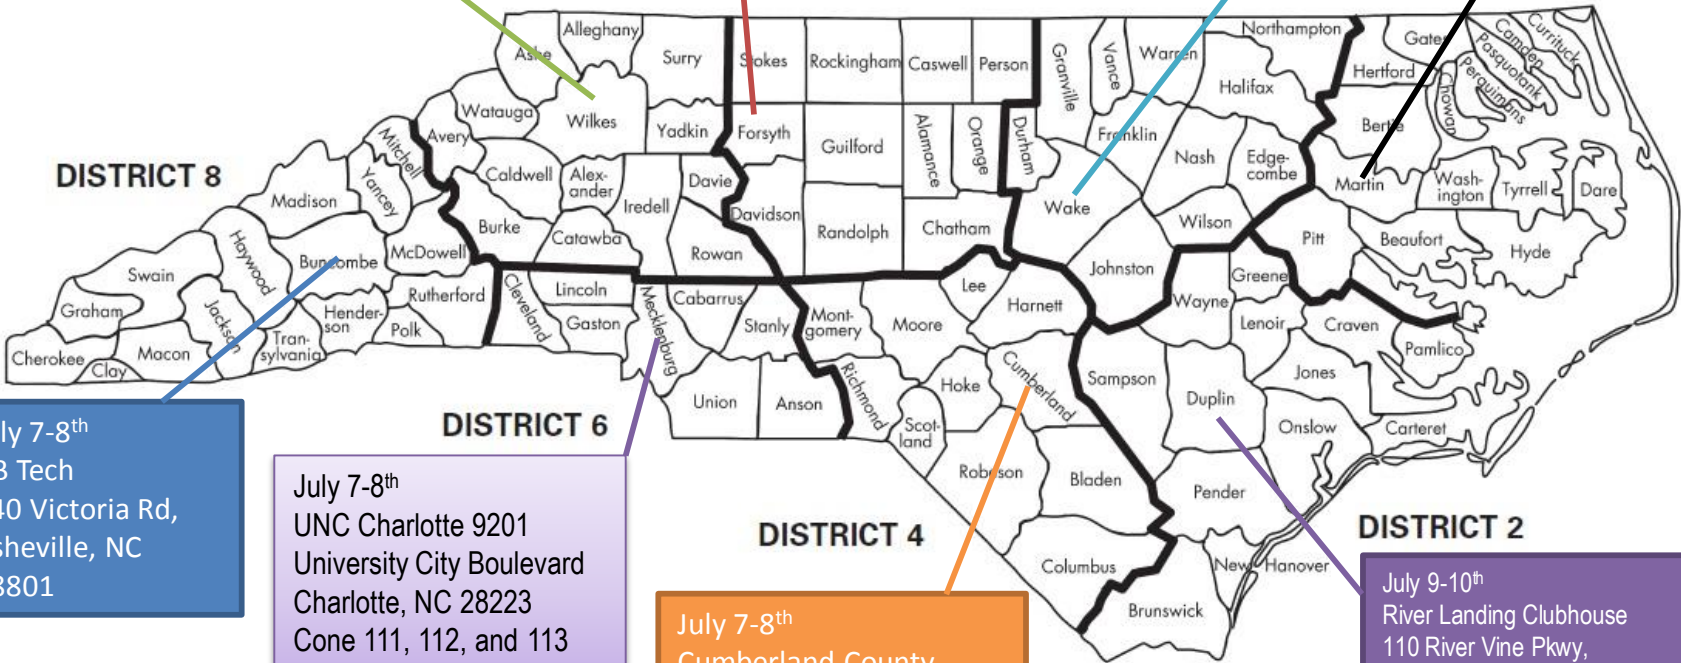 Northampton
Alleghany
Ashe
Surry
Stokes
Rockingham
Caswell
Person
Granville
Vance
Warren
Gates
Camden
Currituck
Pasquotank
Perquimans
Hertford
Halifax
Chowan
Watauga
Wilkes
Yadkin
Forsyth
Guilford
Alamance
Orange
Durham
Franklin
Nash
Edge-
combe
Bertie
Mitchell
Avery
DISTRICT 8
Yancey
Caldwell
Alex-
ander
Davie
Iredell
Martin
Wash-
ington
Tyrrell
Dare
Madison
Davidson
Wake
Wilson
Burke
Catawba
Rowan
Randolph
Chatham
Pitt
Beaufort
Hyde
Haywood
Buncombe
McDowell
Swain
Johnston
Greene
Graham
Jackson
Hender-
son
Rutherford
Polk
Cleveland
Lincoln
Gaston
Mecklenburg
Cabarrus
Stanly
Mont-
gomery
Moore
Lee
Harnett
Wayne
Lenoir
Craven
Pamlico
Cherokee
Clay
Macon
Tran-
sylvania
Richmond
Hoke
Cumberland
Sampson
Duplin
Jones
Union
Anson
Scot-
land
Onslow
Carteret
DISTRICT 6
Robeson
Bladen
Pender
DISTRICT 4
DISTRICT 2
Columbus
New Hanover
Brunswick
ly 7-8th
B Tech
40 Victoria Rd,
sheville, NC
8801
July 7-8th
UNC Charlotte 9201
University City Boulevard
Charlotte, NC 28223
Cone 111, 112, and 113
July 7-8th
Cumberland County
July 9-10th
River Landing Clubhouse
110 River Vine Pkwy,